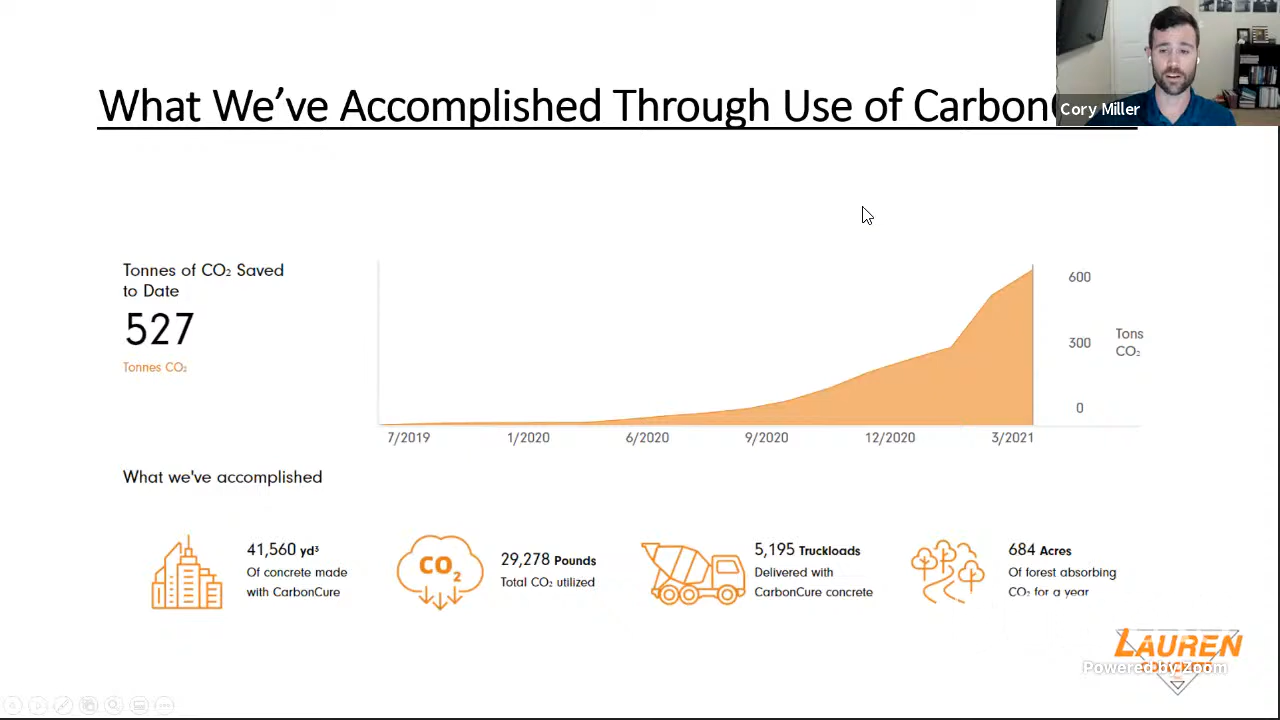 What We've Accomplished Through Use of Carbon
Cory Miller
Tonnes of CO₂ Saved
to Date
527
Tonnes CO₂
600
300
0
Tons
CO₂
7/2019
1/2020
6/2020
9/2020
12/2020
3/2021
What we've accomplished
41,560 yd³
Of concrete made
with CarbonCure
CO₂
29,278 Pounds
Total CO₂ utilized
5,195 Truckloads
Delivered with
CarbonCure concrete
684 Acres
Of forest absorbing
CO₂ for a year
LAUREN
Powered by Zoom